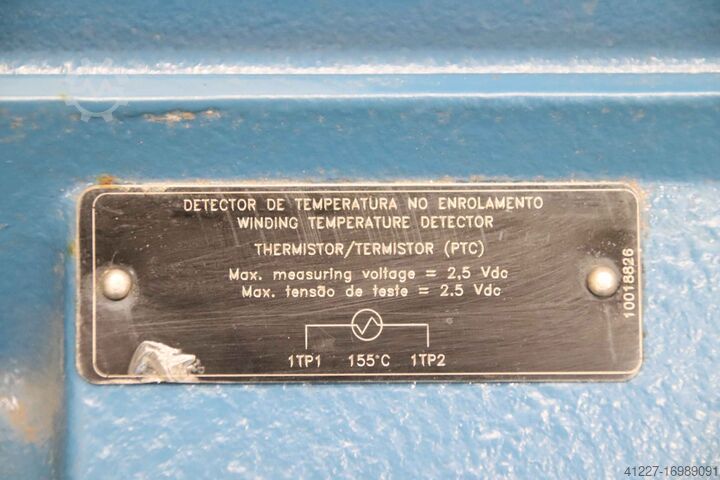 DETECTOR DE TEMPERATURA NO ENROLAMENTO
WINDING TEMPERATURE DETECTOR
THERMISTOR/TERMISTOR (PTC)
Max. measuring voltage = 2,5 Vdc
Max. tensão de teste = 2.5 Vdc
1TP1 155°C 1TP2
10018826
41227-16989091